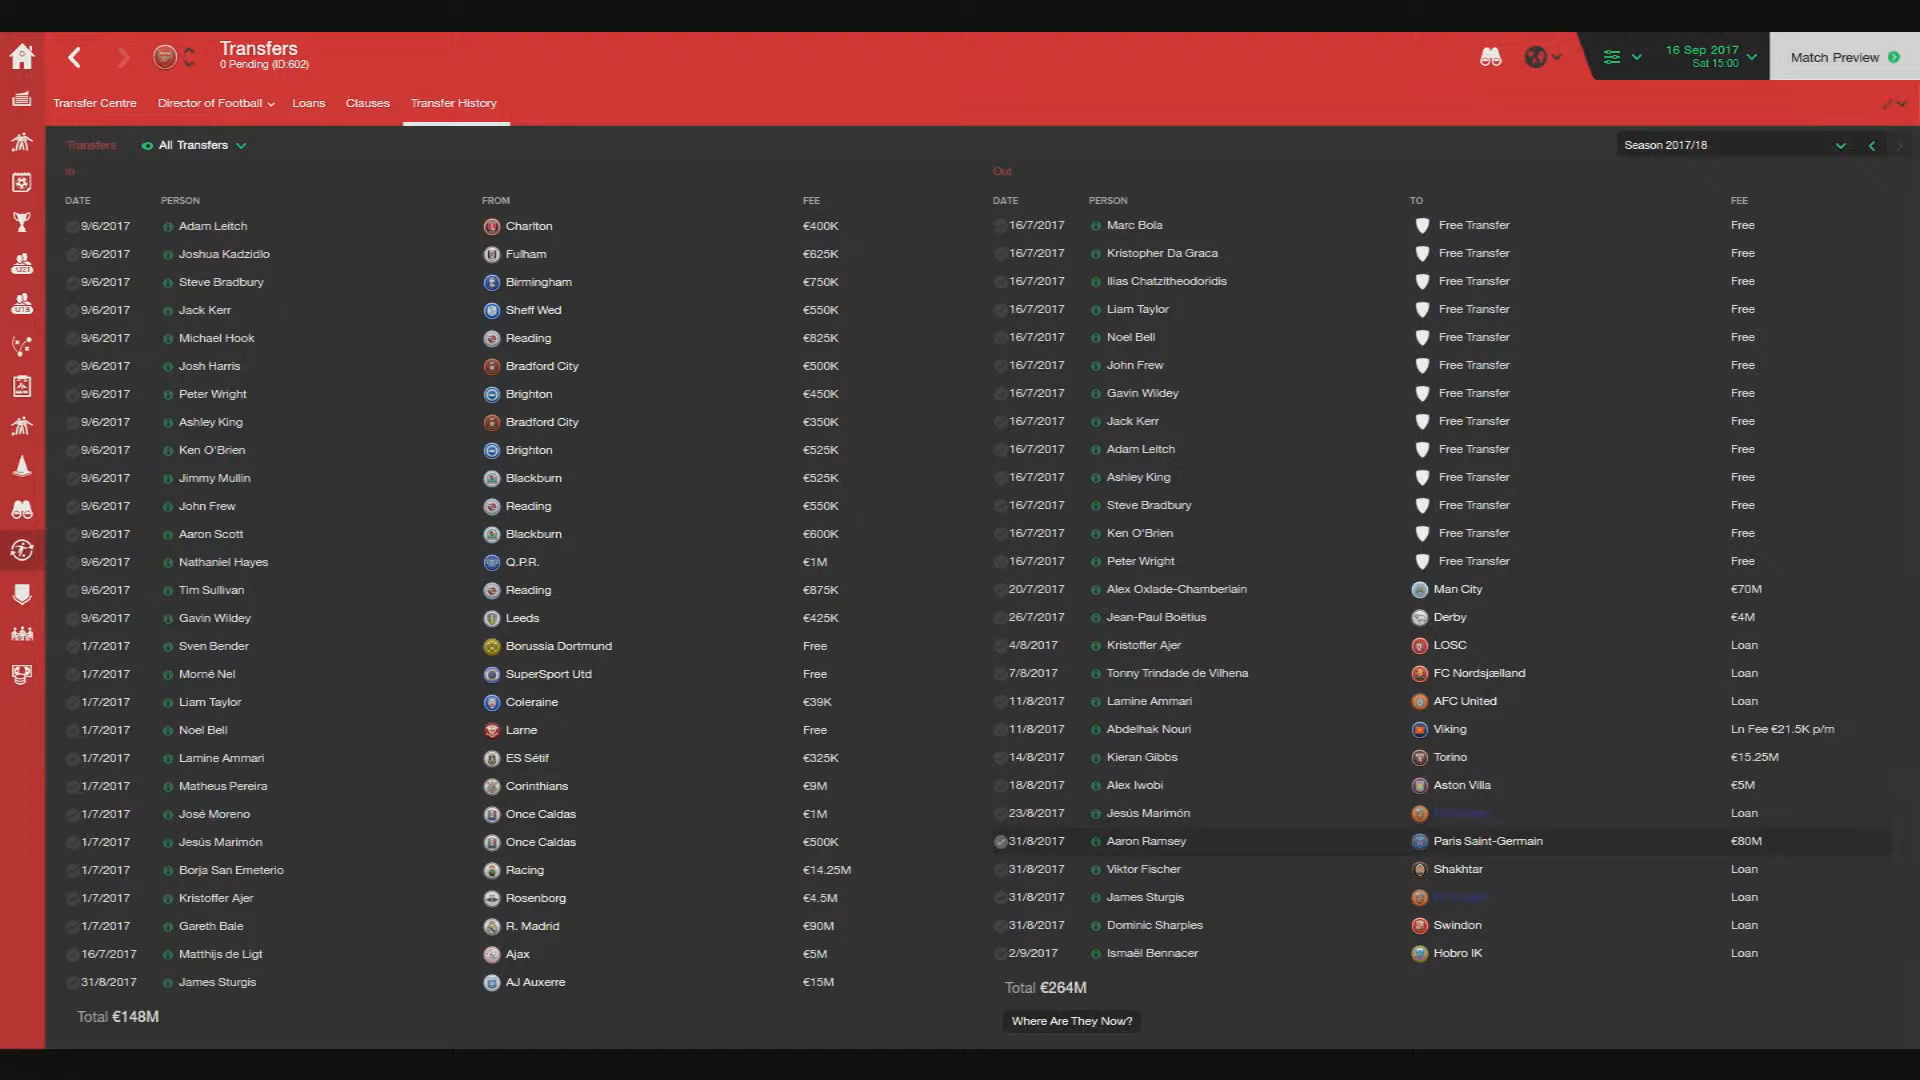 Transfers
0 Pending (ID:602)
16 Sep 2017
Sat 15:00
Match Preview
Transfer Centre
Director of Football
Loans
Clauses
Transfer History
Transfers
All Transfers
Season 2017/18
In
DATE PERSON FROM FEE
9/6/2017 Adam Leitch Charlton €400K
9/6/2017 Joshua Kadzidlo Fulham €625K
9/6/2017 Steve Bradbury Birmingham €750K
9/6/2017 Jack Kerr Sheff Wed €550K
9/6/2017 Michael Hook Reading €825K
9/6/2017 Josh Harris Bradford City €500K
9/6/2017 Peter Wright Brighton €450K
9/6/2017 Ashley King Bradford City €350K
9/6/2017 Ken O'Brien Brighton €525K
9/6/2017 Jimmy Mullin Blackburn €525K
9/6/2017 John Frew Reading €550K
9/6/2017 Aaron Scott Blackburn €600K
9/6/2017 Nathaniel Hayes Q.P.R. €1M
9/6/2017 Tim Sullivan Reading €875K
9/6/2017 Gavin Wildey Leeds €425K
1/7/2017 Sven Bender Borussia Dortmund Free
1/7/2017 Morné Nel SuperSport Utd Free
1/7/2017 Liam Taylor Coleraine €39K
1/7/2017 Noel Bell Larne Free
1/7/2017 Lamine Ammari ES Sétif €325K
1/7/2017 Matheus Pereira Corinthians €9M
1/7/2017 José Moreno Once Caldas €1M
1/7/2017 Jesús Marimón Once Caldas €500K
1/7/2017 Borja San Emeterio Racing €14.25M
1/7/2017 Kristoffer Ajer Rosenborg €4.5M
1/7/2017 Gareth Bale R. Madrid €90M
16/7/2017 Matthijs de Ligt Ajax €5M
31/8/2017 James Sturgis AJ Auxerre €15M
Total €148M
Out
DATE PERSON TO FEE
16/7/2017 Marc Bola Free Transfer Free
16/7/2017 Kristopher Da Graca Free Transfer Free
16/7/2017 Ilias Chatzitheodoridis Free Transfer Free
16/7/2017 Liam Taylor Free Transfer Free
16/7/2017 Noel Bell Free Transfer Free
16/7/2017 John Frew Free Transfer Free
16/7/2017 Gavin Wildey Free Transfer Free
16/7/2017 Jack Kerr Free Transfer Free
16/7/2017 Adam Leitch Free Transfer Free
16/7/2017 Ashley King Free Transfer Free
16/7/2017 Steve Bradbury Free Transfer Free
16/7/2017 Ken O'Brien Free Transfer Free
16/7/2017 Peter Wright Free Transfer Free
20/7/2017 Alex Oxlade-Chamberlain Man City €70M
26/7/2017 Jean-Paul Boëtius Derby €4M
4/8/2017 Kristoffer Ajer LOSC Loan
7/8/2017 Tonny Trindade de Vilhena FC Nordsjælland Loan
11/8/2017 Lamine Ammari AFC United Loan
11/8/2017 Abdelhak Nouri Viking Ln Fee €21.5K p/m
14/8/2017 Kieran Gibbs Torino €15.25M
18/8/2017 Alex Iwobi Aston Villa €5M
23/8/2017 Jesús Marimón Loan
31/8/2017 Aaron Ramsey Paris Saint-Germain €80M
31/8/2017 Viktor Fischer Shakhtar Loan
31/8/2017 James Sturgis Loan
31/8/2017 Dominic Sharples Swindon Loan
2/9/2017 Ismaël Bennacer Hobro IK Loan
Total €264M
Where Are They Now?